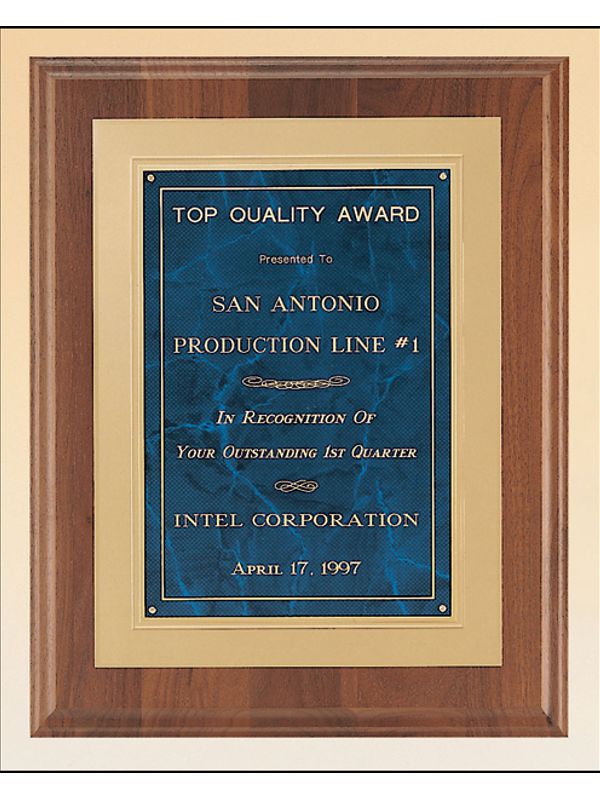 TOP QUALITY AWARD
Presented To
SAN ANTONIO
PRODUCTION LINE #1
IN RECOGNITION OF
YOUR OUTSTANDING 1ST QUARTER
INTEL CORPORATION
APRIL 17, 1997